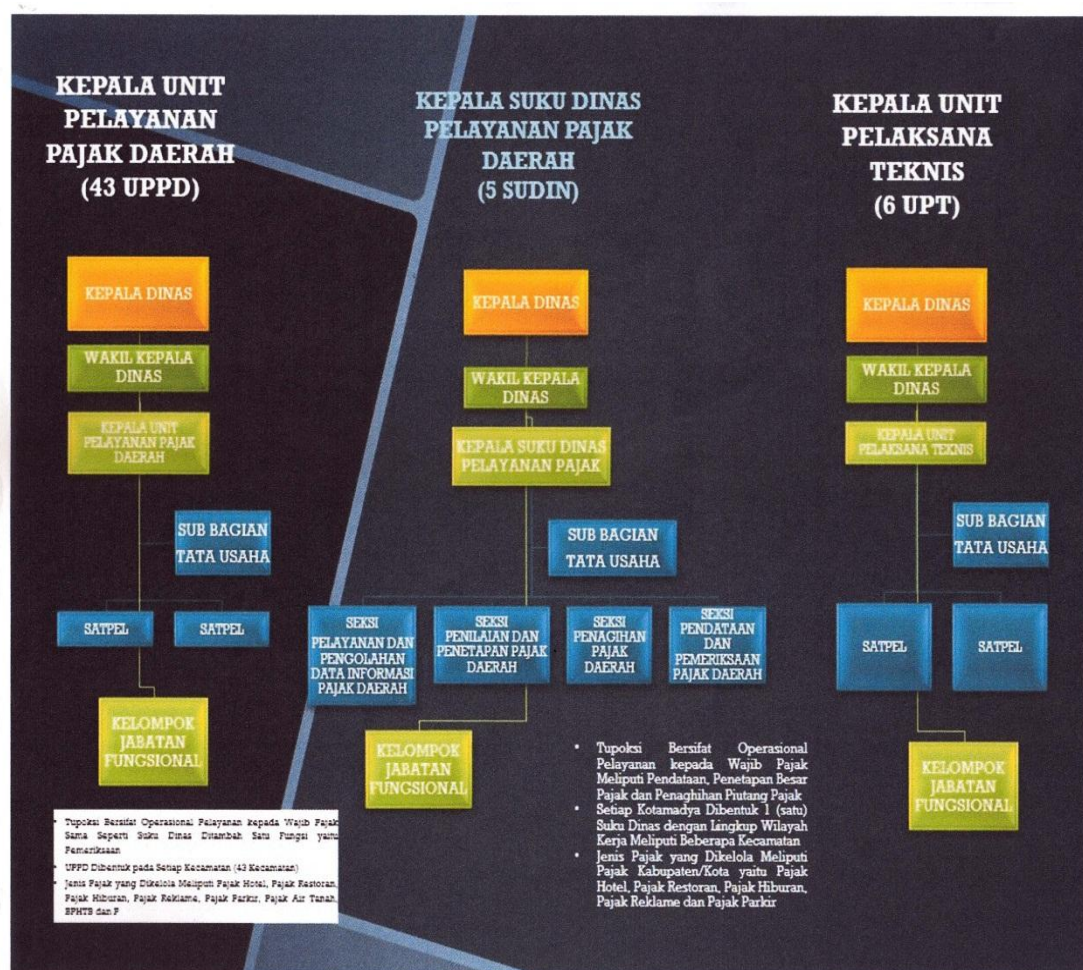 KEPALA UNIT
PELAYANAN
PAJAK DAERAH
(43 UPPD)
KEPALA DINAS
WAKIL KEPALA
DINAS
KEPALA UNIT
PELAYANAN PAJAK
DAERAH
SUB BAGIAN
TATA USAHA
SATPEL
SATPEL
KELOMPOK
JABATAN
FUNGSIONAL
• Tupoksi Bersifat Operasional Pelayanan kepada Wajib Pajak
Sama Seperti Suku Dinas Ditambah Satu Fungsi yaitu
Pemeriksaan
• UPPD Dibentuk pada Setiap Kecamatan (43 Kecamatan)
• Jenis Pajak yang Dikelola Meliputi Pajak Hotel, Pajak Restoran,
Pajak Hiburan, Pajak Reklame, Pajak Parkir, Pajak Air Tanah,
BPHTB dan P
KEPALA SUKU DINAS
PELAYANAN PAJAK
DAERAH
(5 SUDIN)
KEPALA DINAS
WAKIL KEPALA
DINAS
KEPALA SUKU DINAS
PELAYANAN PAJAK
SUB BAGIAN
TATA USAHA
SEKSI
PELAYANAN DAN
PENGOLAHAN
DATA INFORMASI
PAJAK DAERAH
SEKSI
PENILAIAN DAN
PENETAPAN PAJAK
DAERAH
SEKSI
PENAGIHAN
PAJAK
DAERAH
SEKSI
PENDATAAN
DAN
PEMERIKSAAN
PAJAK DAERAH
KELOMPOK
JABATAN
FUNGSIONAL
• Tupoksi Bersifat Operasional
Pelayanan kepada Wajib Pajak
Meliputi Pendataan, Penetapan Besar
Pajak dan Penaghihan Piutang Pajak
• Setiap Kotamadya Dibentuk 1 (satu)
Suku Dinas dengan Lingkup Wilayah
Kerja Meliputi Beberapa Kecamatan
• Jenis Pajak yang Dikelola Meliputi
Pajak Kabupaten/Kota yaitu Pajak
Hotel, Pajak Restoran, Pajak Hiburan,
Pajak Reklame dan Pajak Parkir
KEPALA UNIT
PELAKSANA
TEKNIS
(6 UPT)
KEPALA DINAS
WAKIL KEPALA
DINAS
KEPALA UNIT
PELAKSANA TEKNIS
SUB BAGIAN
TATA USAHA
SATPEL
SATPEL
KELOMPOK
JABATAN
FUNGSIONAL